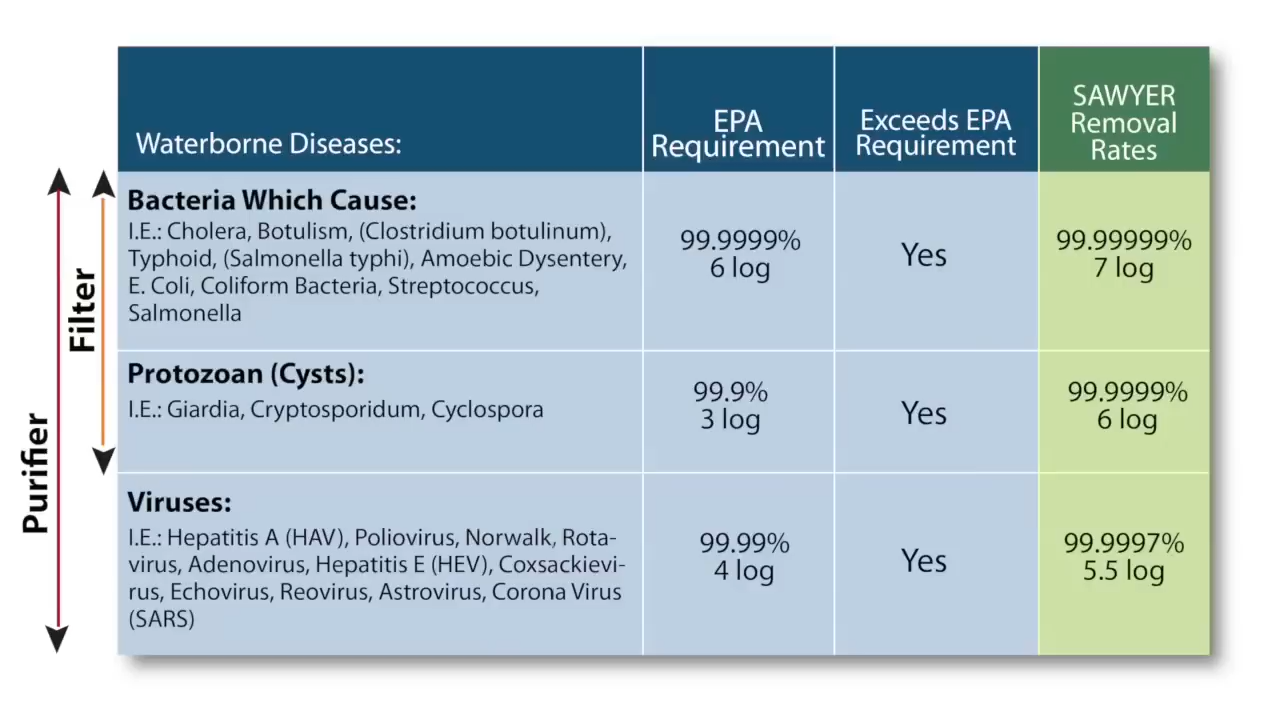 Waterborne Diseases:
EPA
Requirement
Exceeds EPA
Requirement
SAWYER
Removal
Rates
Purifier
Filter
Bacteria Which Cause:
I.E.: Cholera, Botulism, (Clostridium botulinum),
Typhoid, (Salmonella typhi), Amoebic Dysentery,
E. Coli, Coliform Bacteria, Streptococcus,
Salmonella
99.9999%
6 log
Yes
99.99999%
7 log
Protozoan (Cysts):
I.E.: Giardia, Cryptosporidum, Cyclospora
99.9%
3 log
Yes
99.9999%
6 log
Viruses:
I.E.: Hepatitis A (HAV), Poliovirus, Norwalk, Rota-
virus, Adenovirus, Hepatitis E (HEV), Coxsackievi-
rus, Echovirus, Reovirus, Astrovirus, Corona Virus
(SARS)
99.99%
4 log
Yes
99.9997%
5.5 log